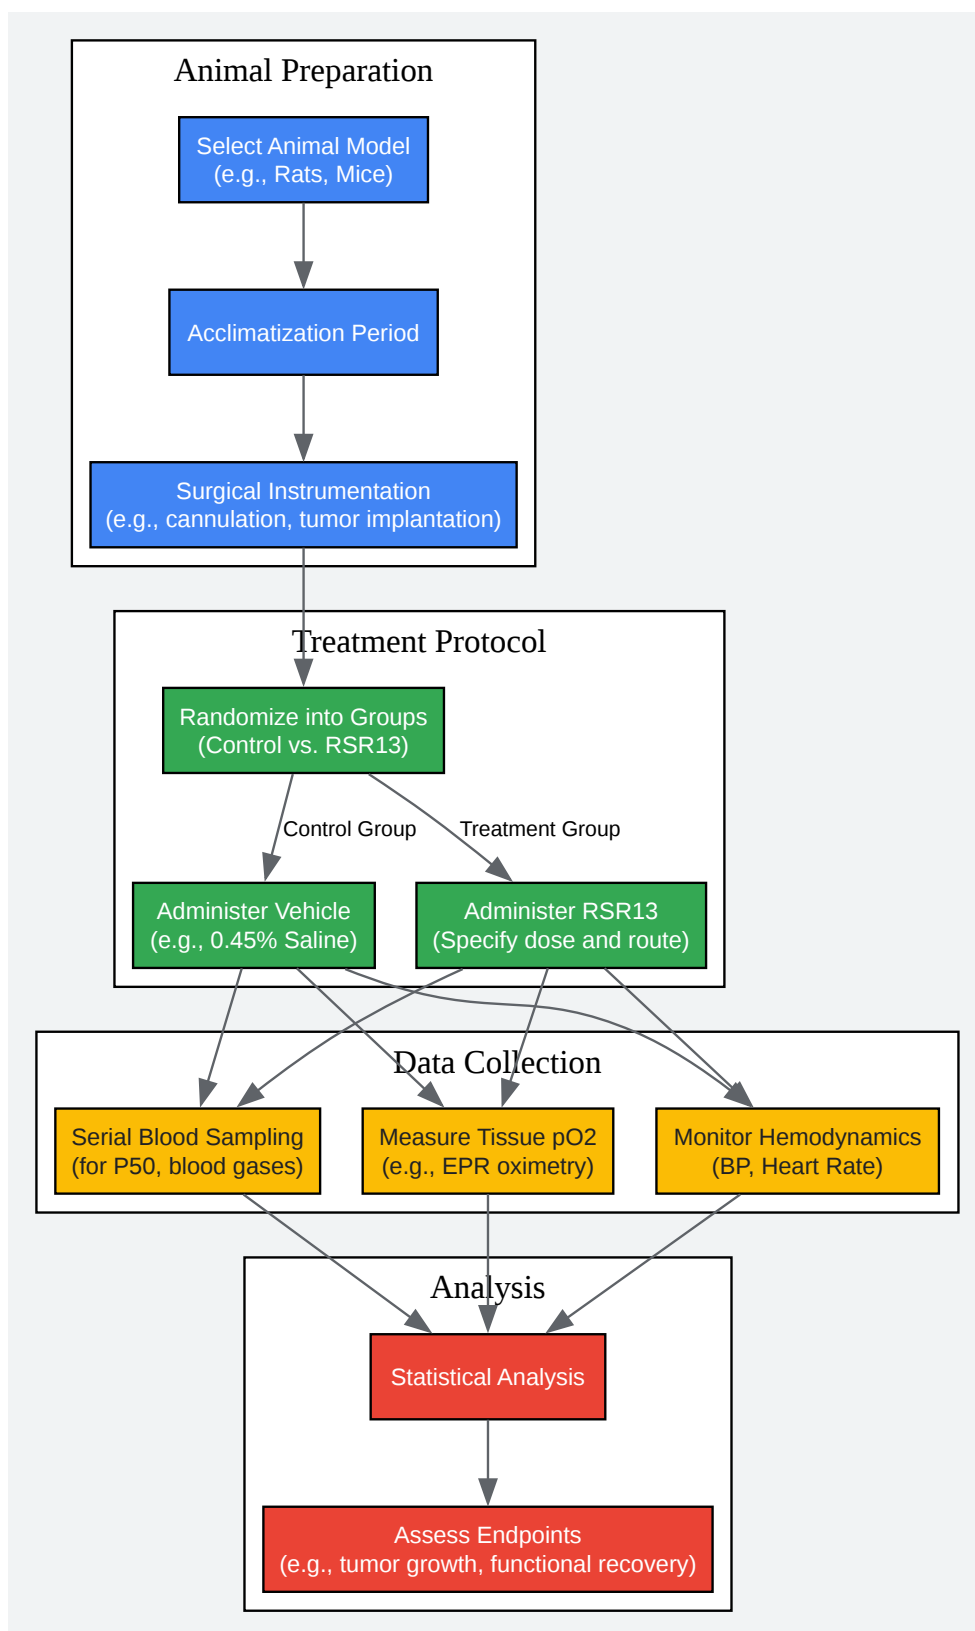 Animal Preparation
Select Animal Model
(e.g., Rats, Mice)
Acclimatization Period
Surgical Instrumentation
(e.g., cannulation, tumor implantation)
Treatment Protocol
Randomize into Groups
(Control vs. RSR13)
Control Group
Treatment Group
Administer Vehicle
(e.g., 0.45% Saline)
Administer RSR13
(Specify dose and route)
Data Collection
Serial Blood Sampling
(for P50, blood gases)
Measure Tissue pO2
(e.g., EPR oximetry)
Monitor Hemodynamics
(BP, Heart Rate)
Analysis
Statistical Analysis
Assess Endpoints
(e.g., tumor growth, functional recovery)